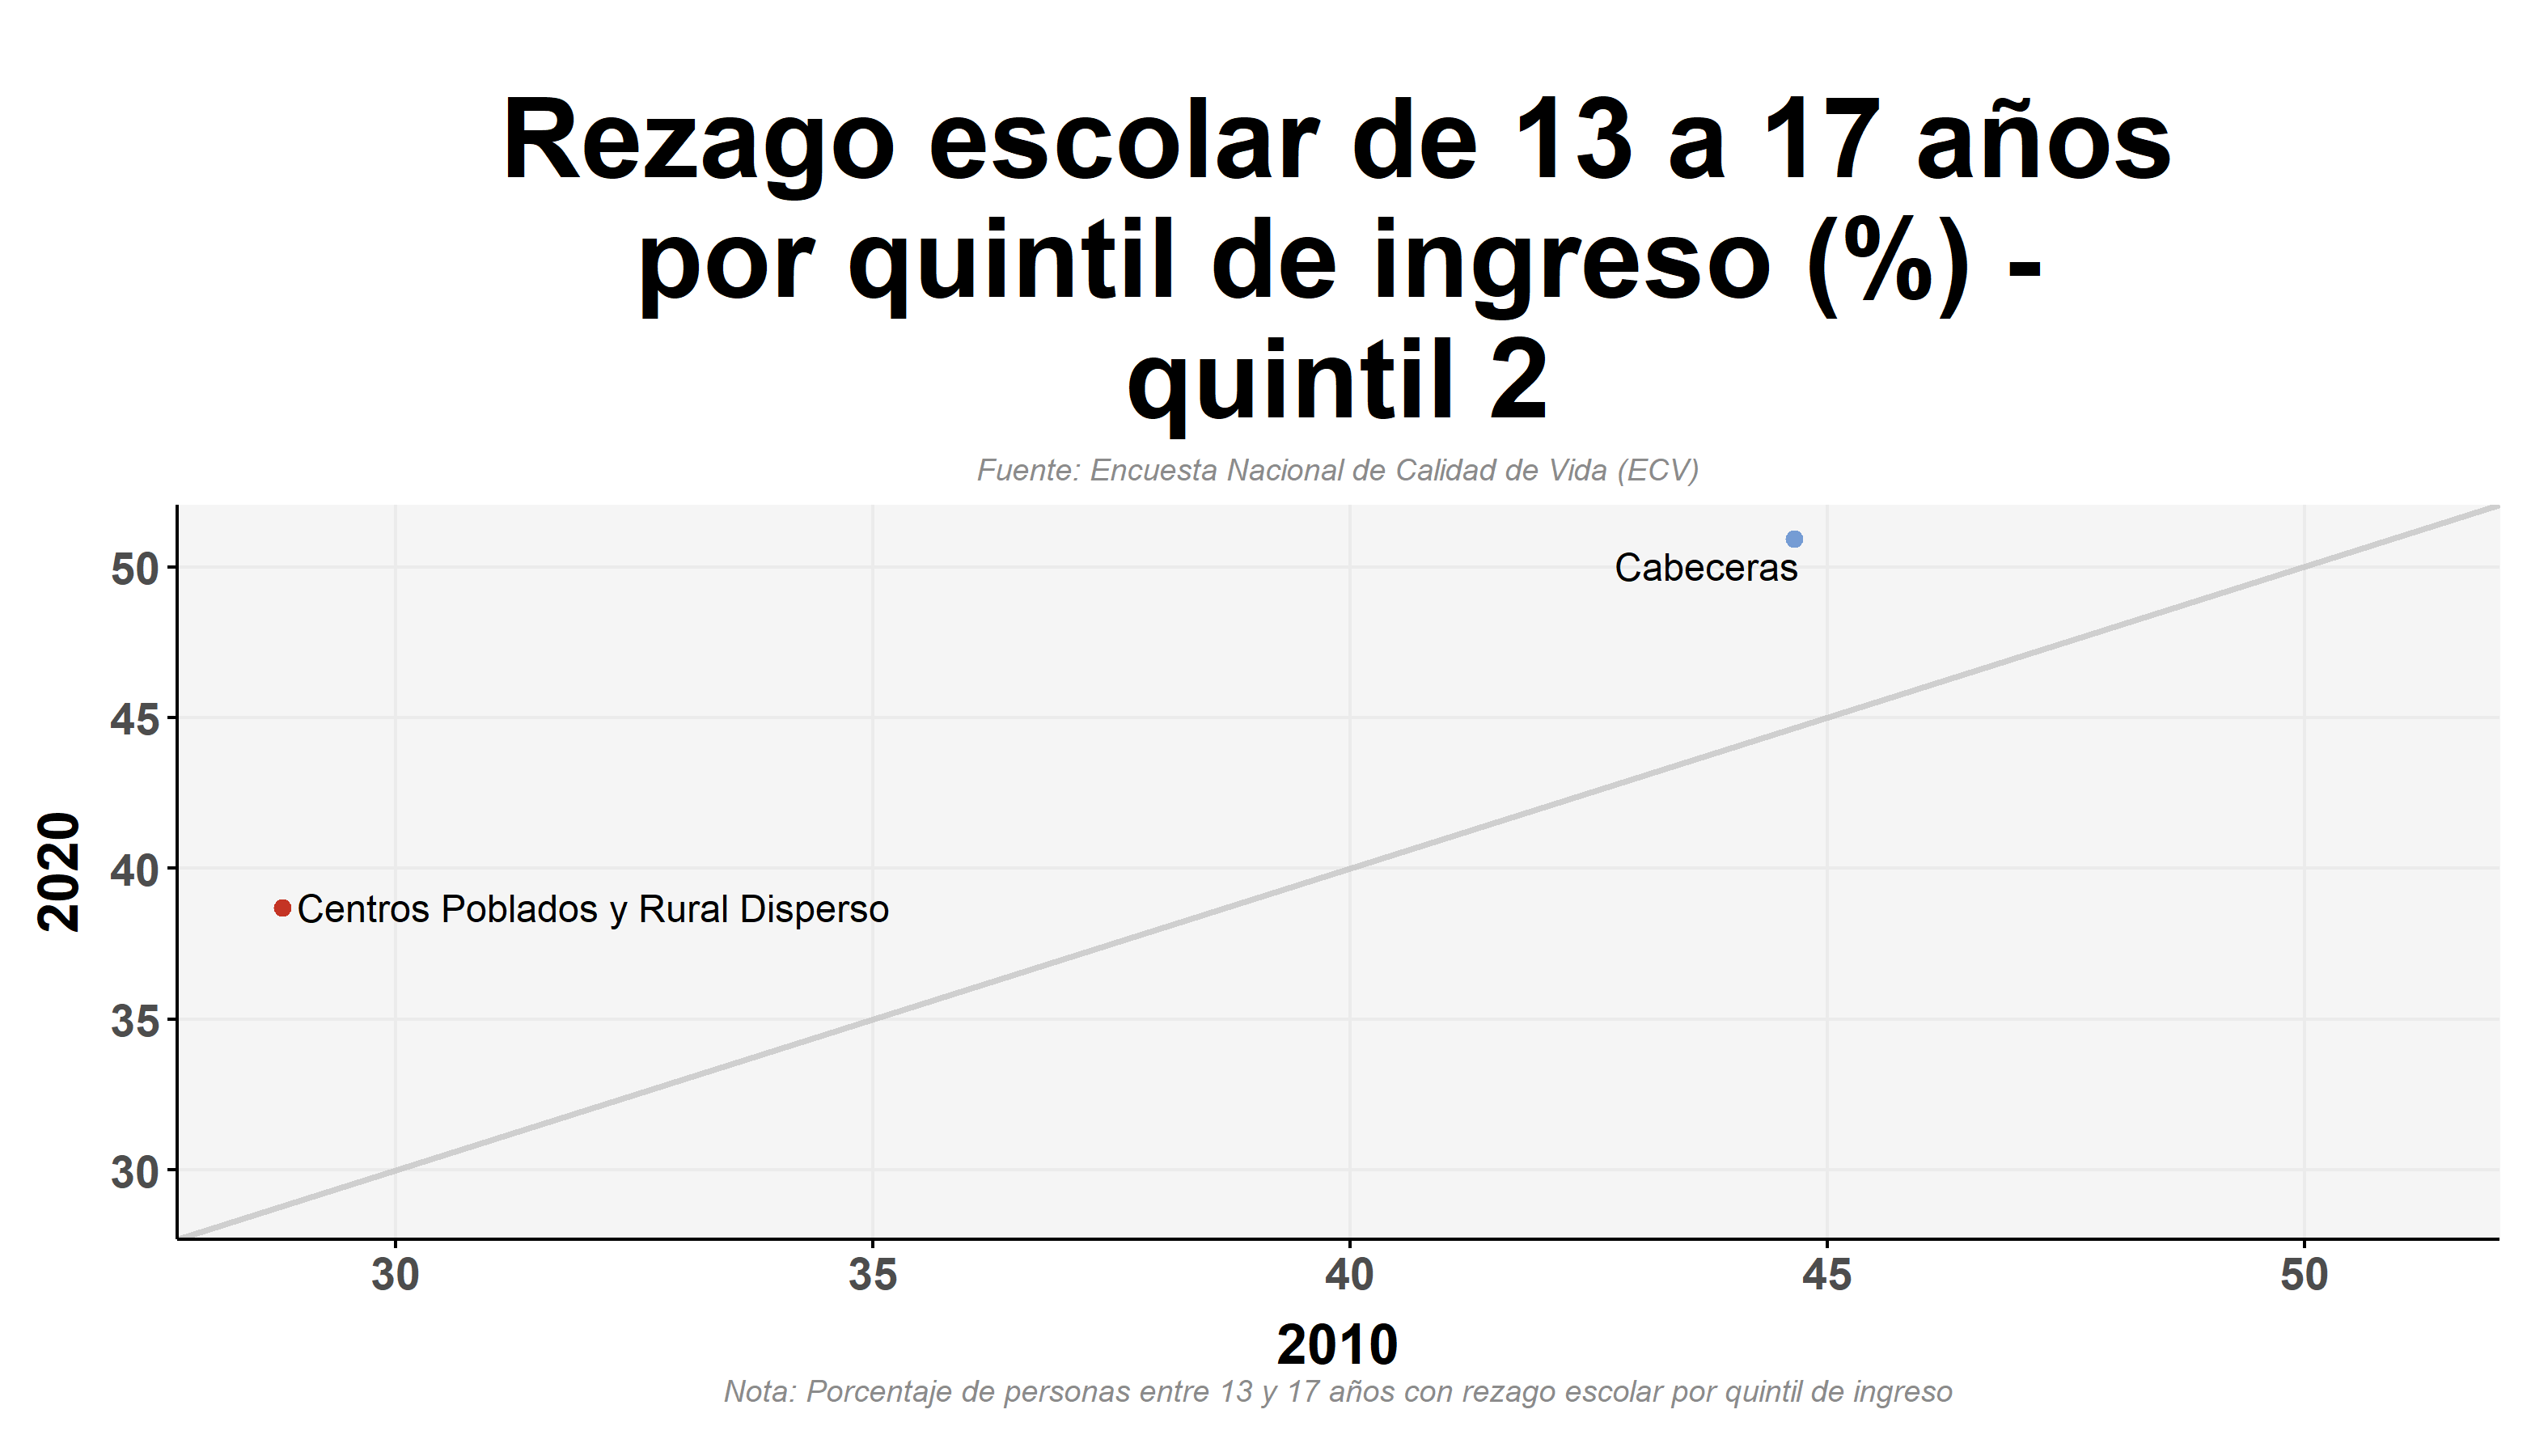 Rezago escolar de 13 a 17 años
por quintil de ingreso (%) -
quintil 2
Fuente: Encuesta Nacional de Calidad de Vida (ECV)
50
Cabeceras
45
40
Centros Poblados y Rural Disperso
35
30
2020
30 35 40 45 50
2010
Nota: Porcentaje de personas entre 13 y 17 años con rezago escolar por quintil de ingreso